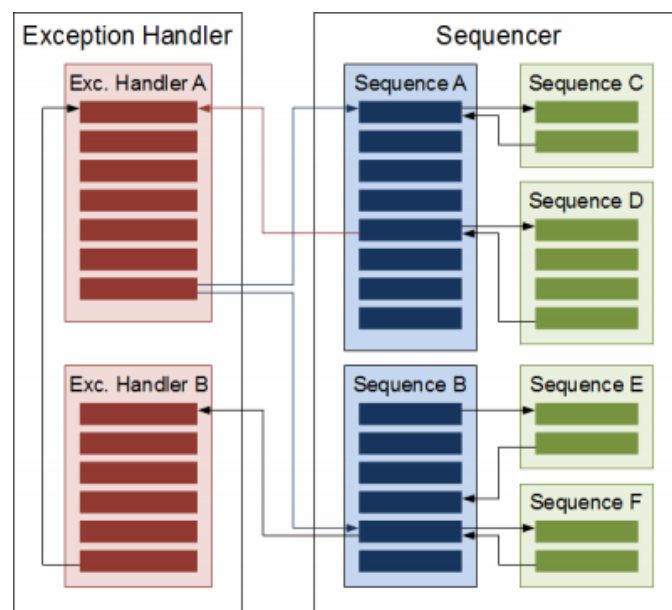 Exception Handler
Sequencer
Exc. Handler A
Sequence A
Sequence C
Sequence D
Exc. Handler B
Sequence B
Sequence E
Sequence F